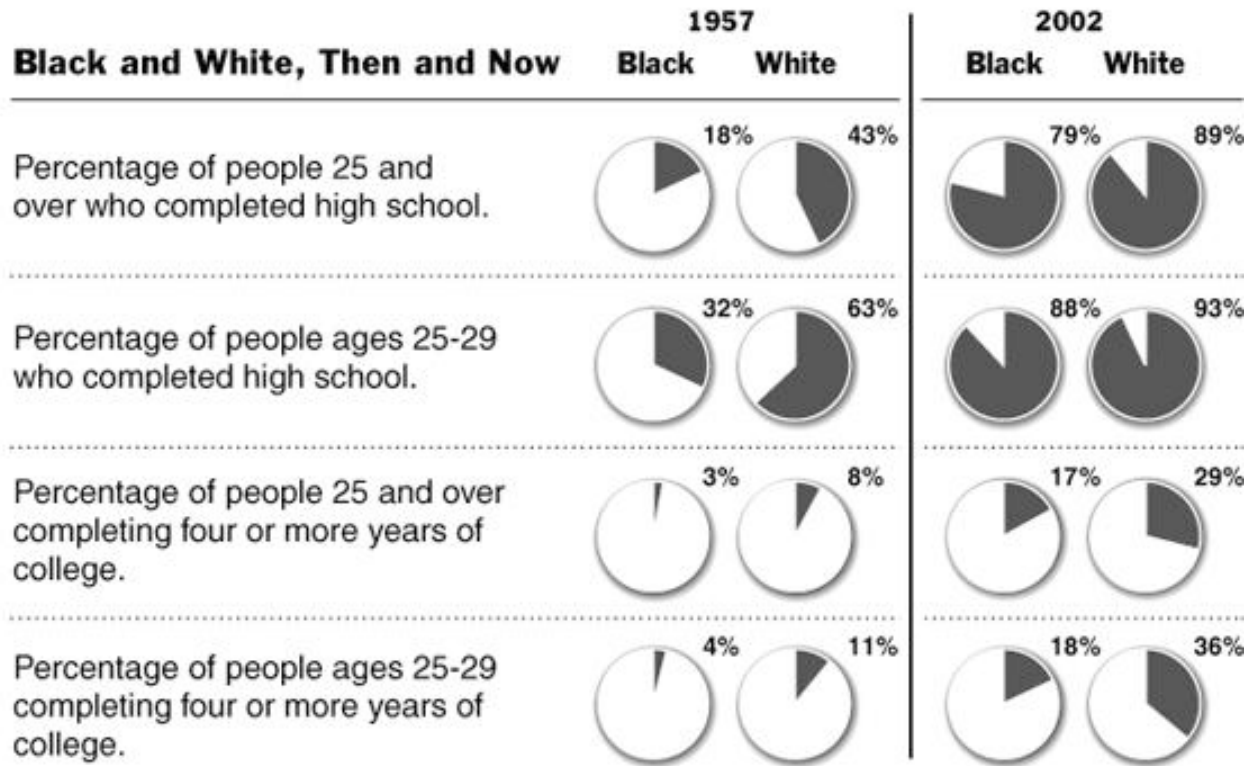 1957 2002
Black and White, Then and Now Black White Black White
18% 43% 79% 89%
Percentage of people 25 and
over who completed high school.
32% 63% 88% 93%
Percentage of people ages 25-29
who completed high school.
3% 8% 17% 29%
Percentage of people 25 and over
completing four or more years of
college.
4% 11% 18% 36%
Percentage of people ages 25-29
completing four or more years of
college.